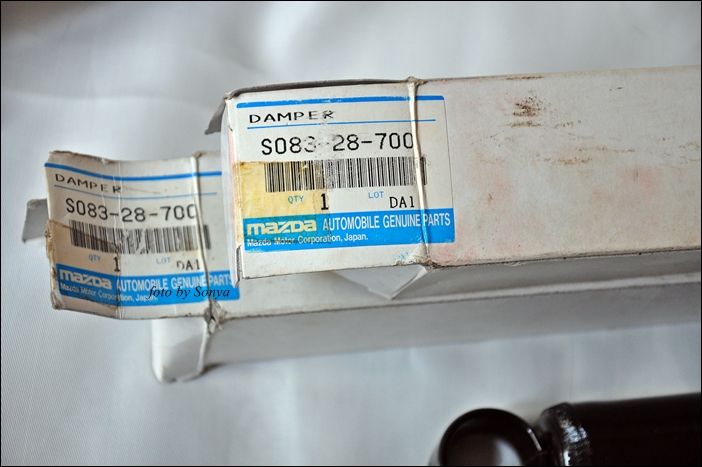 DAMPER
S083-28-700
QTY 1 LOT DA1
mazda AUTOMOBILE GENUINE PARTS
Mazda Motor Corporation, Japan.
DAMPER
S083-28-700
QTY 1 LOT DA1
mazda AUTOMOBILE GENUINE PARTS
Mazda Motor Corporation, Japan.
foto by Sonya